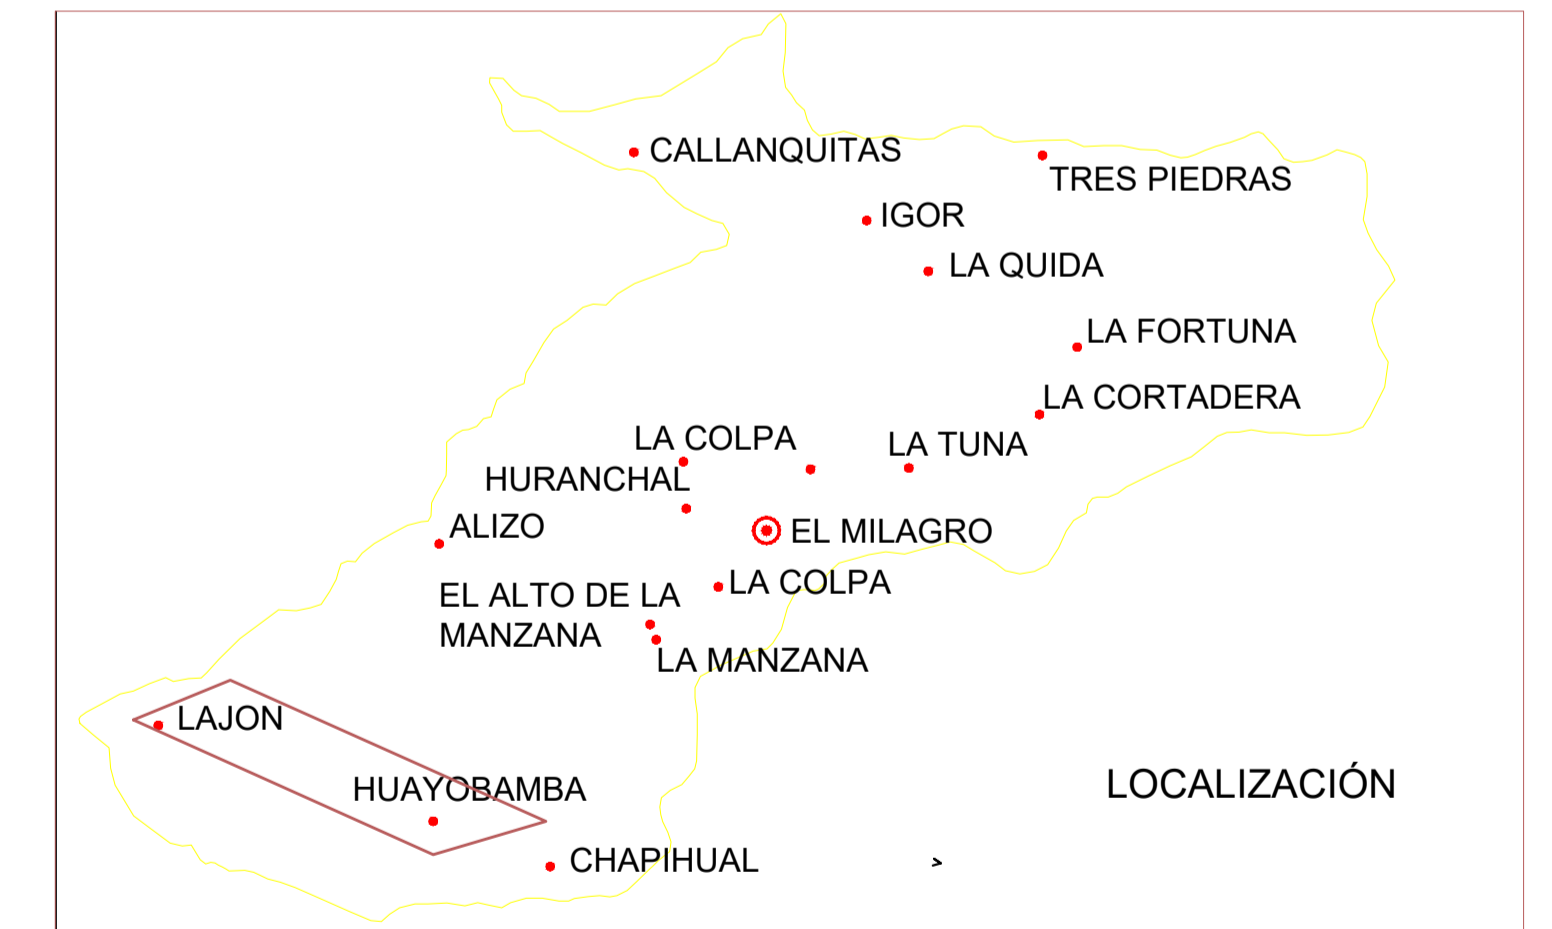 CALLANQUITAS
TRES PIEDRAS
IGOR
LA QUIDA
LA FORTUNA
LA CORTADERA
LA COLPA
LA TUNA
HURANCHAL
ALIZO
EL MILAGRO
LA COLPA
EL ALTO DE LA
MANZANA
LA MANZANA
LAJON
HUAYOBAMBA
LOCALIZACIÓN
CHAPIHUAL